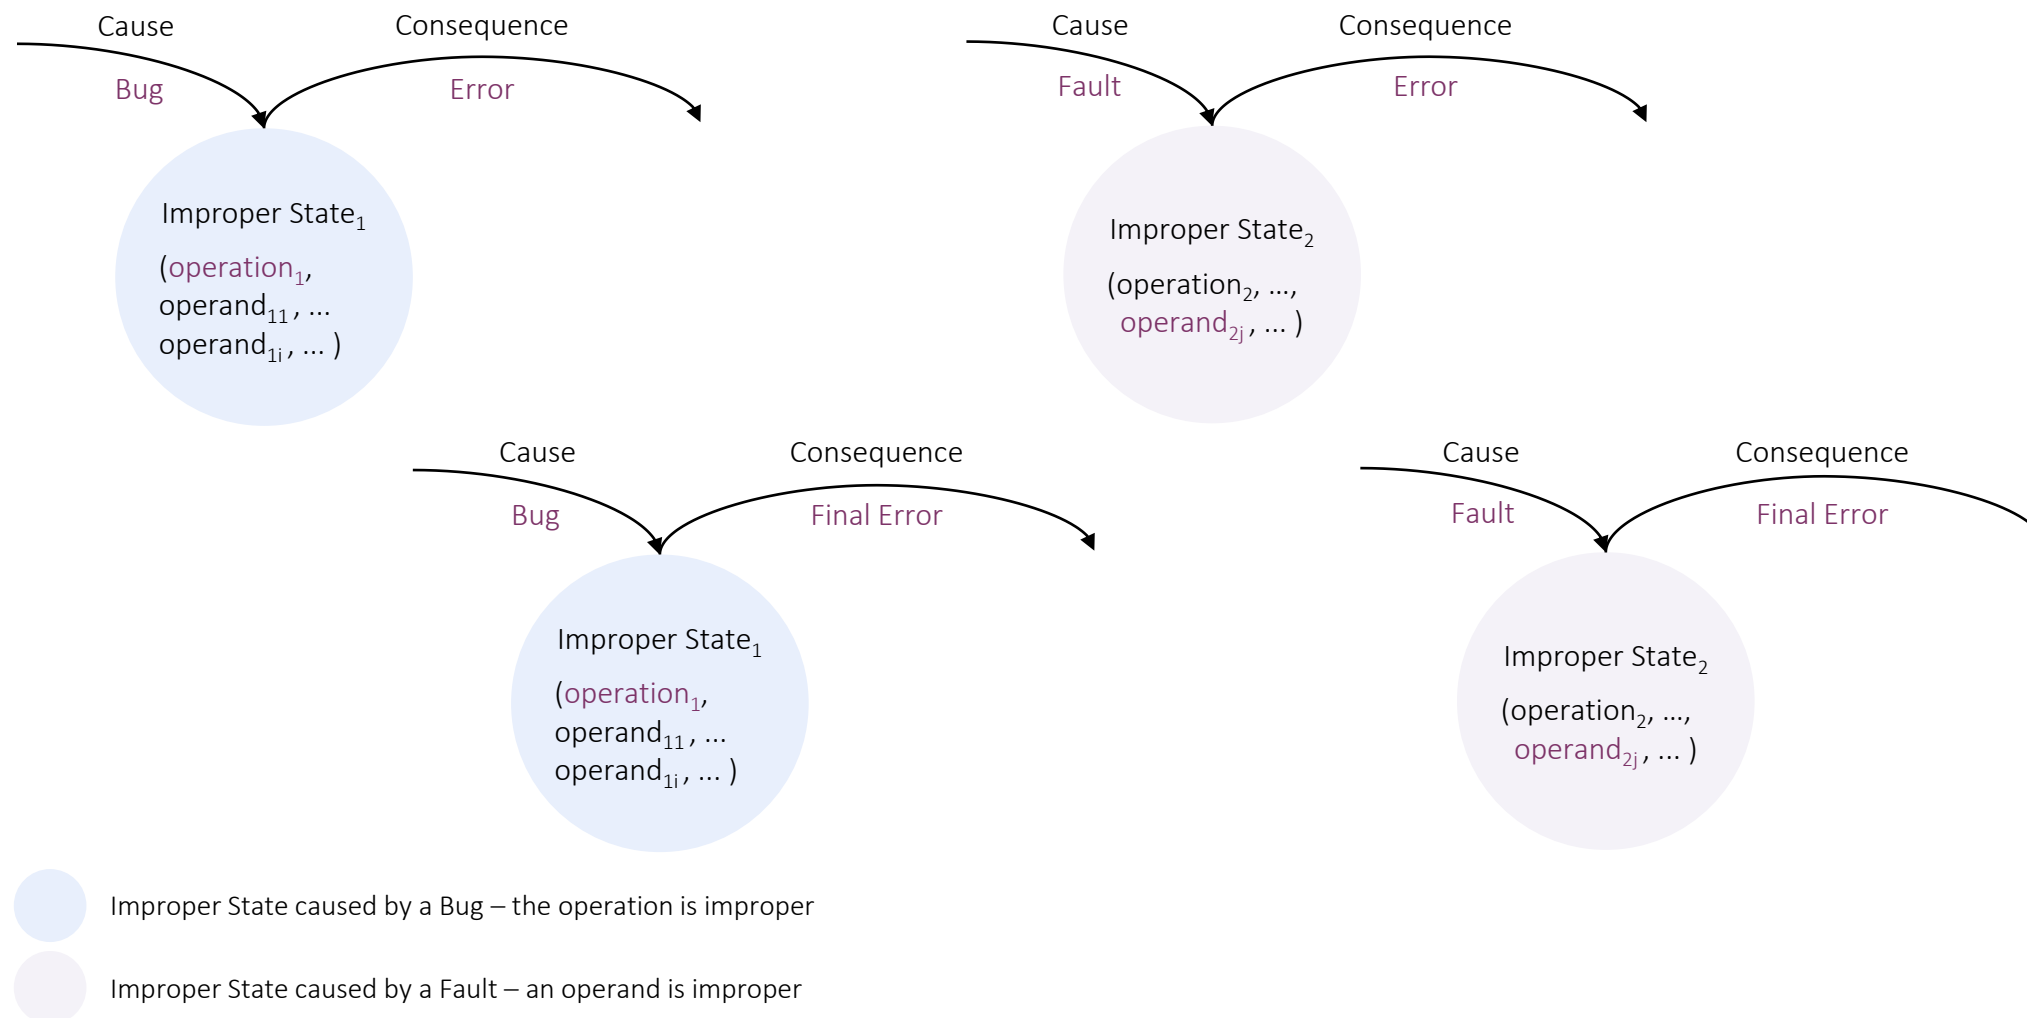 Cause
Consequence
Bug
Error
Improper State₁
(operation₁,
operand₁₁, ...
operand₁ᵢ, ... )
Cause
Consequence
Fault
Error
Improper State₂
(operation₂, ...,
operand₂ⱼ, ... )
Cause
Consequence
Bug
Final Error
Improper State₁
(operation₁,
operand₁₁, ...
operand₁ᵢ, ... )
Cause
Consequence
Fault
Final Error
Improper State₂
(operation₂, ...,
operand₂ⱼ, ... )
Improper State caused by a Bug – the operation is improper
Improper State caused by a Fault – an operand is improper